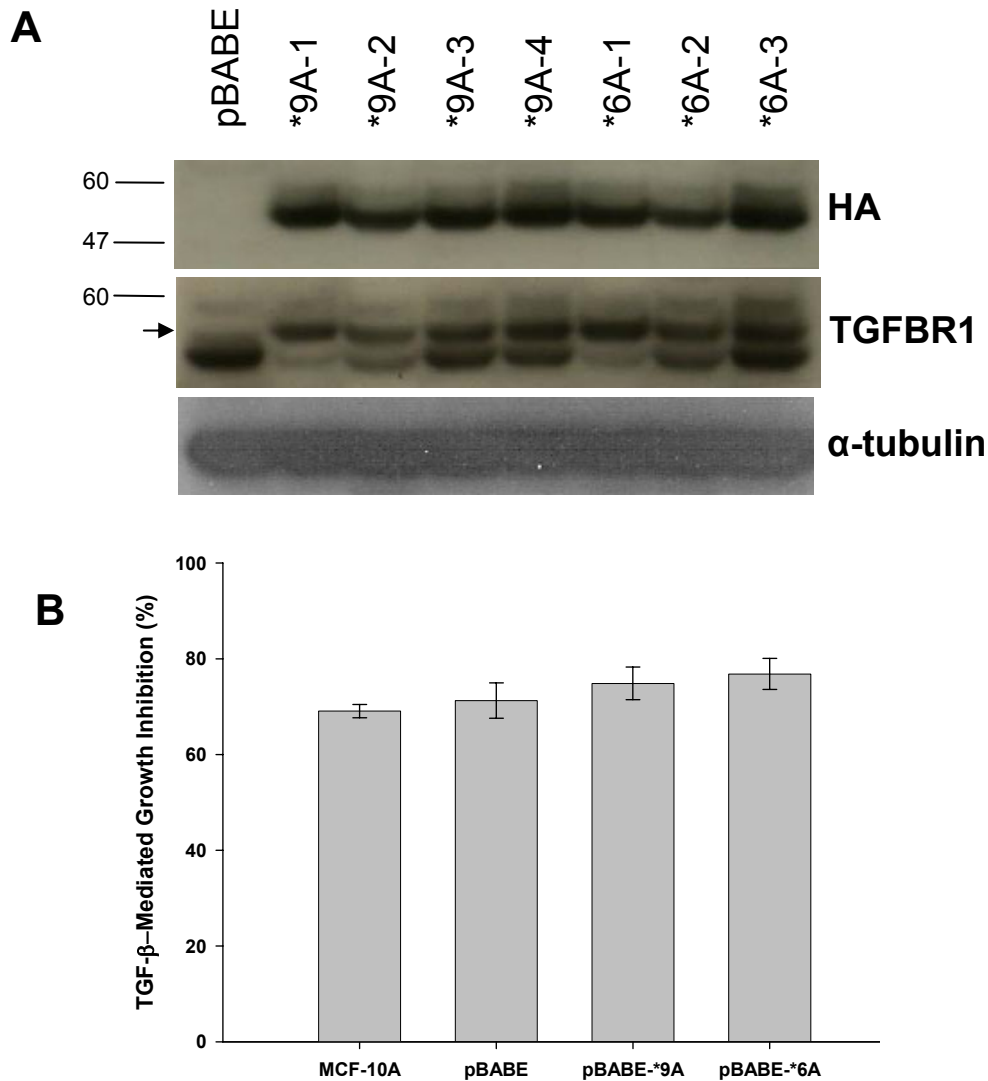 A
pBABE
*9A-1
*9A-2
*9A-3
*9A-4
*6A-1
*6A-2
*6A-3
60
47
HA
60
TGFBR1
α-tubulin
B
TGF-β–Mediated Growth Inhibition (%)
100
80
60
40
20
0
MCF-10A
pBABE
pBABE-*9A
pBABE-*6A